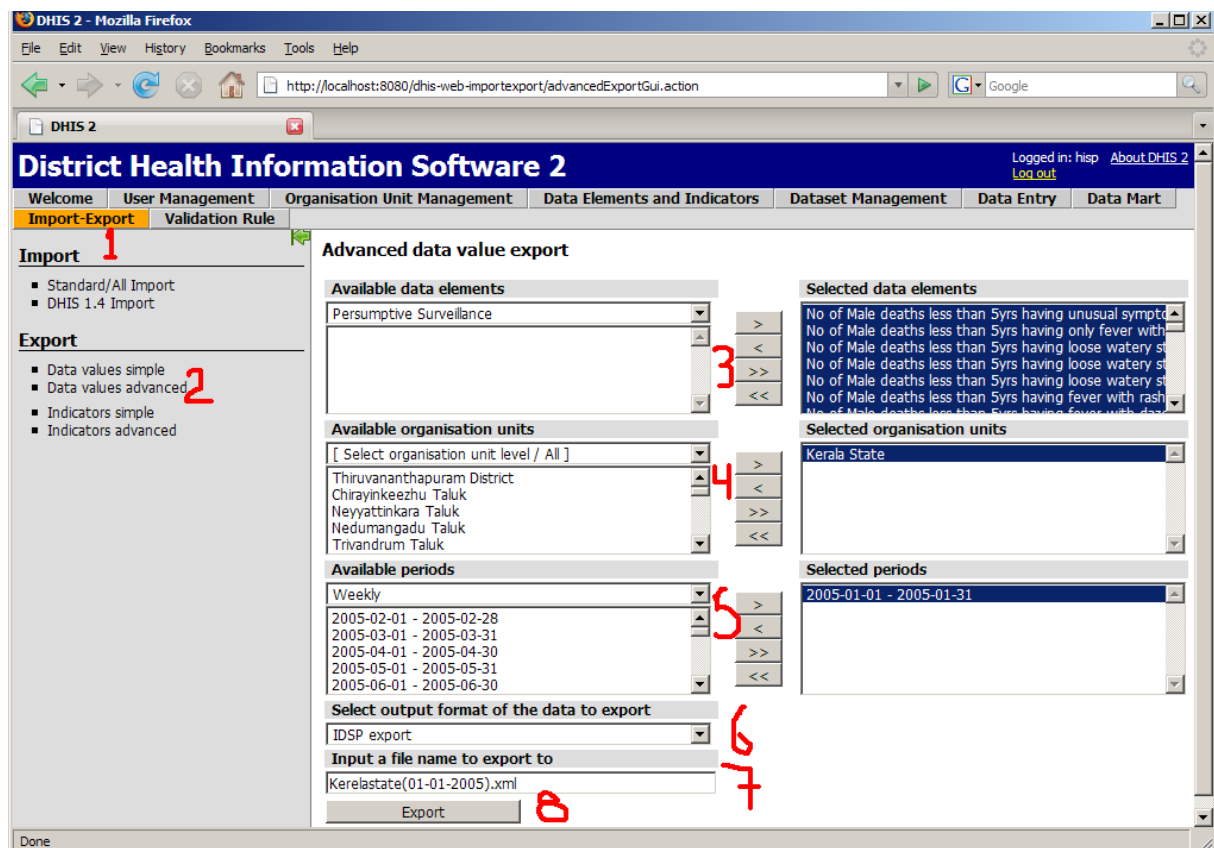 DHIS 2 - Mozilla Firefox
File Edit View History Bookmarks Tools Help
http://localhost:8080/dhis-web-importexport/advancedExportGui.action
G Google
DHIS 2
District Health Information Software 2
Logged in: hisp About DHIS 2
Log out
Welcome User Management Organisation Unit Management Data Elements and Indicators Dataset Management Data Entry Data Mart
Import-Export Validation Rule
1
Import
Standard/All Import
DHIS 1.4 Import
Export
Data values simple
Data values advanced
2
Indicators simple
Indicators advanced
Advanced data value export
Available data elements
Persumptive Surveillance
3
>
<
>>
<<
Selected data elements
No of Male deaths less than 5yrs having unusual sympto
No of Male deaths less than 5yrs having only fever with
No of Male deaths less than 5yrs having loose watery st
No of Male deaths less than 5yrs having loose watery st
No of Male deaths less than 5yrs having loose watery st
No of Male deaths less than 5yrs having fever with rash
No of Male deaths less than 5yrs having fever with daz
Available organisation units
[ Select organisation unit level / All ]
Thiruvananthapuram District
Chirayinkeezhu Taluk
Neyyattinkara Taluk
Nedumangadu Taluk
Trivandrum Taluk
4
>
<
>>
<<
Selected organisation units
Kerala State
Available periods
Weekly
2005-02-01 - 2005-02-28
2005-03-01 - 2005-03-31
2005-04-01 - 2005-04-30
2005-05-01 - 2005-05-31
2005-06-01 - 2005-06-30
5
>
<
>>
<<
Selected periods
2005-01-01 - 2005-01-31
Select output format of the data to export
IDSP export
6
Input a file name to export to
Kerelastate(01-01-2005).xml
7
Export
8
Done